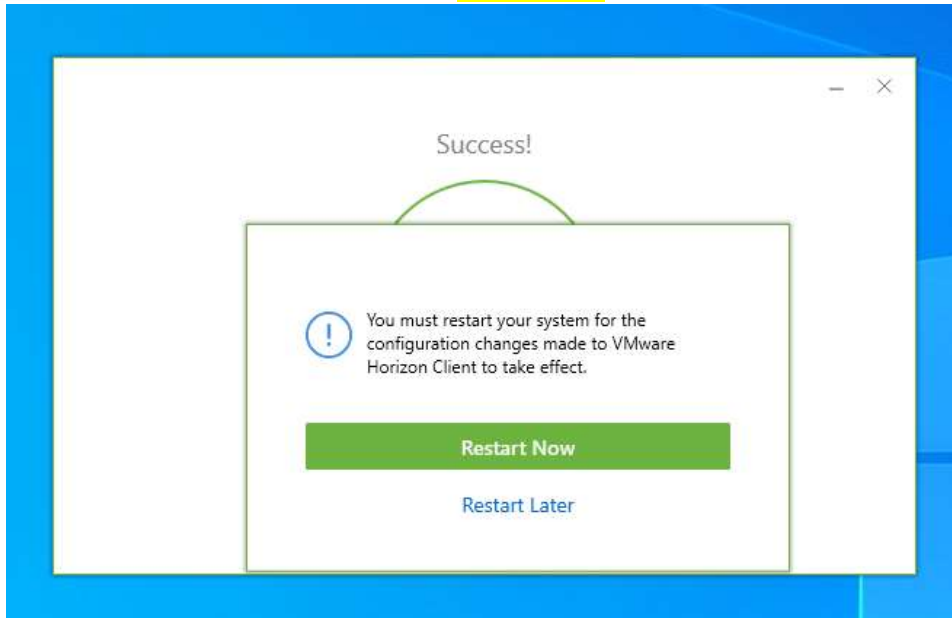 Success!
You must restart your system for the
configuration changes made to VMware
Horizon Client to take effect.
Restart Now
Restart Later